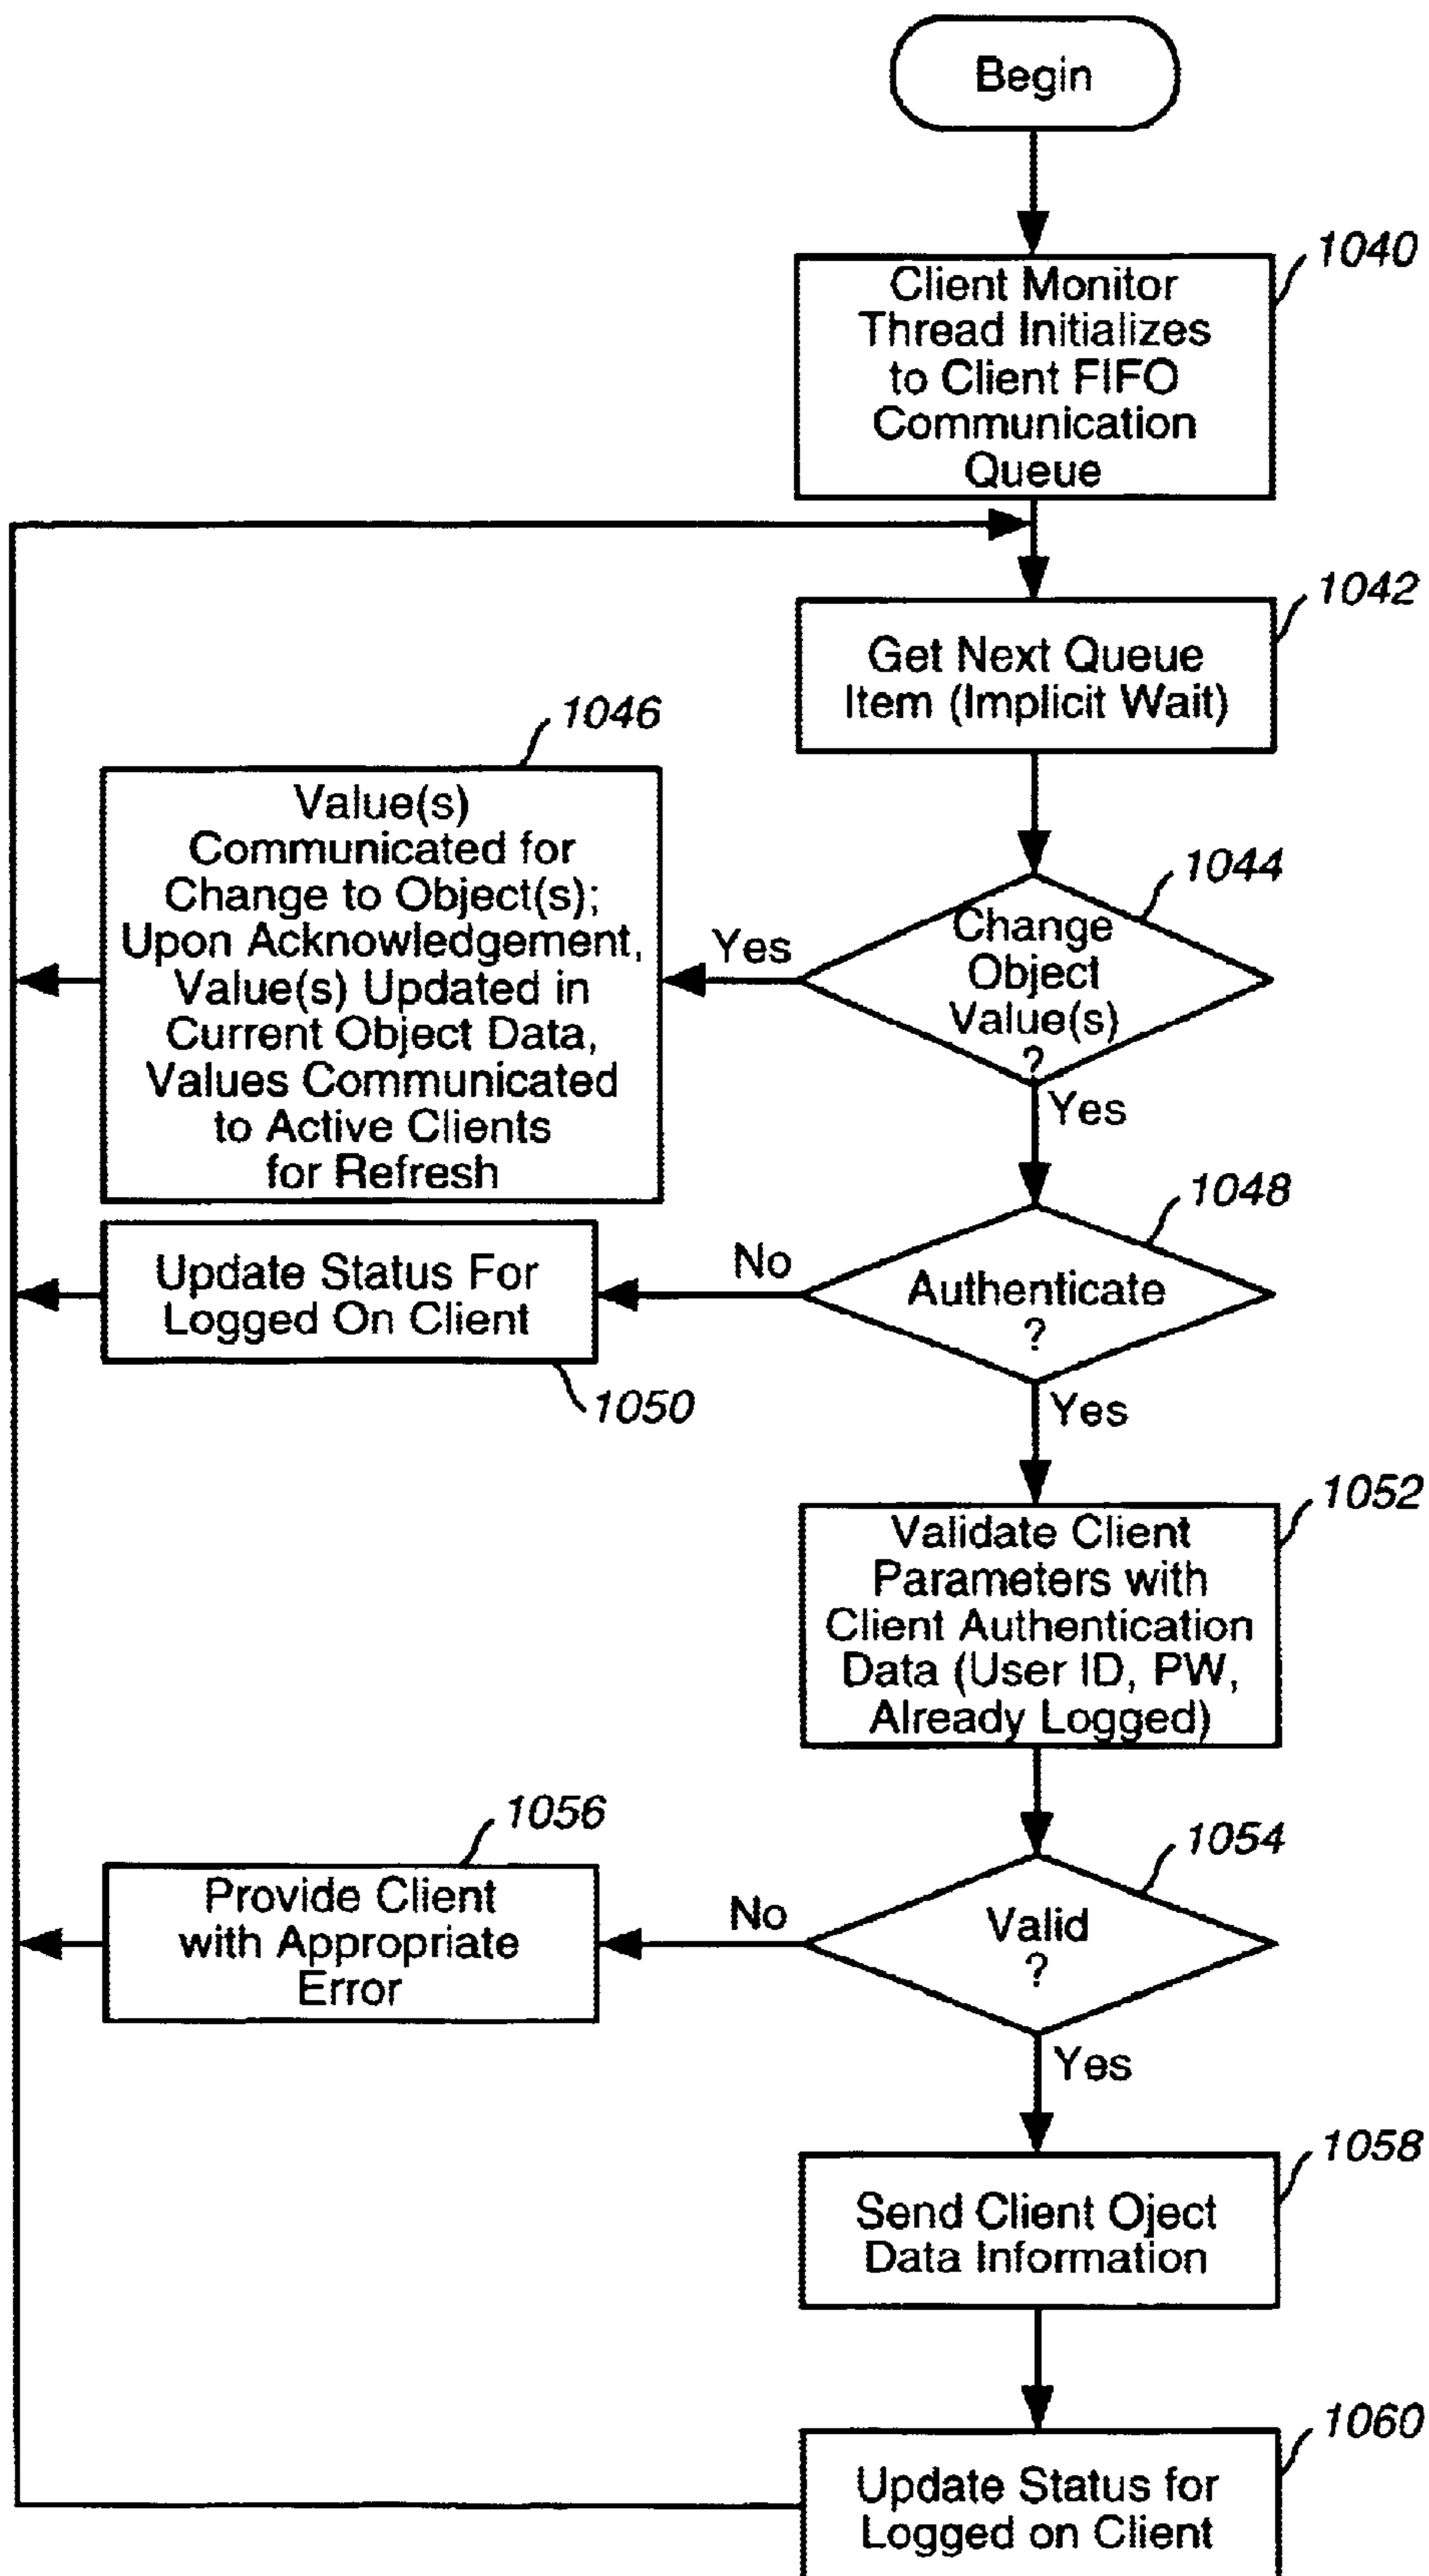 Begin
1040
Client Monitor
Thread Initializes
to Client FIFO
Communication
Queue
1042
Get Next Queue
Item (Implicit Wait)
1046
Value(s)
Communicated for
Change to Object(s);
Upon Acknowledgement,
Value(s) Updated in
Current Object Data,
Values Communicated
to Active Clients
for Refresh
1044
Change
Object
Value(s)
?
Yes
Yes
1048
Authenticate
?
No
Update Status For
Logged On Client
1050
Yes
1052
Validate Client
Parameters with
Client Authentication
Data (User ID, PW,
Already Logged)
1054
Valid
?
No
1056
Provide Client
with Appropriate
Error
Yes
1058
Send Client Oject
Data Information
1060
Update Status for
Logged on Client